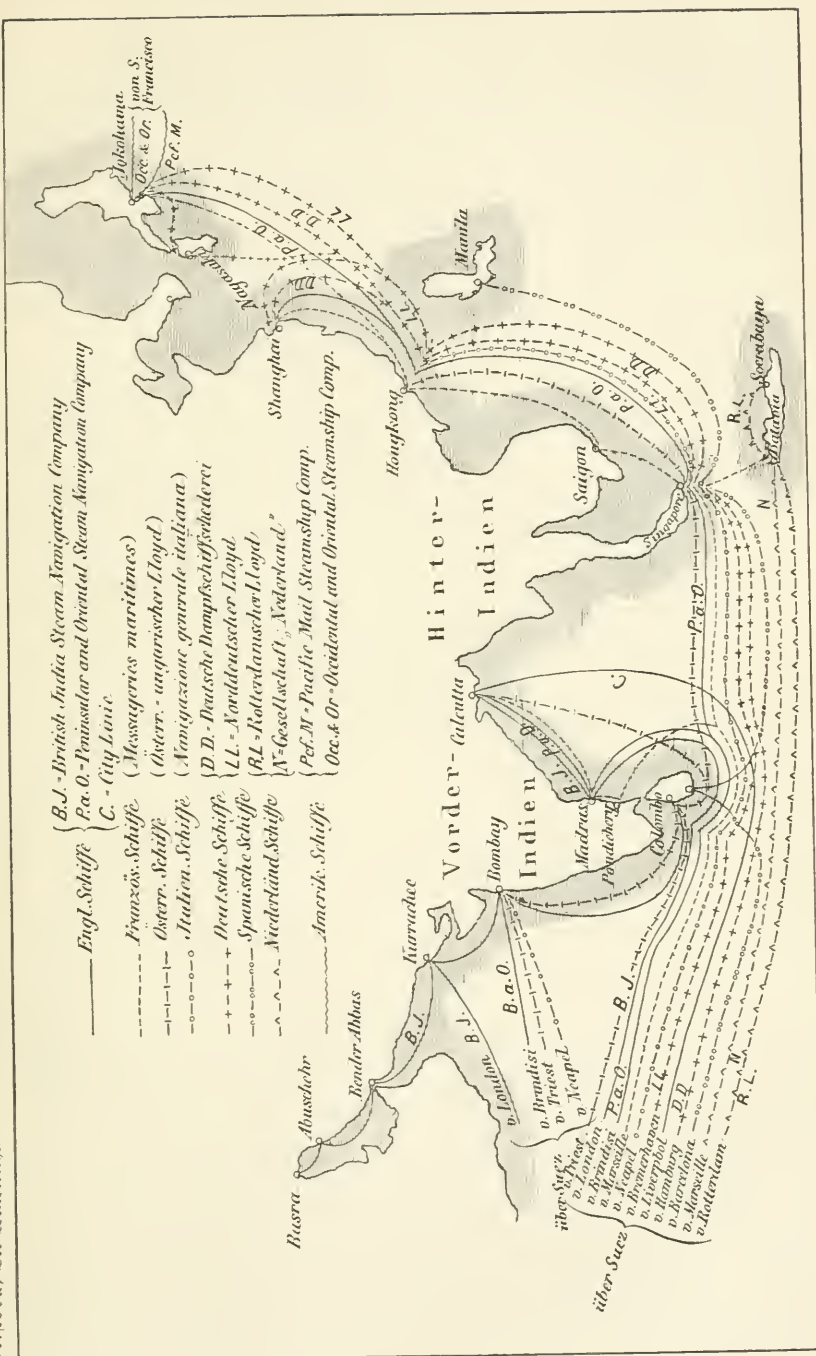 Engl. Schiffe { B.J. = British India Steam Navigation Company
P.a.O. = Peninsular and Oriental Steam Navigation Company
C. = City Linie
Französ. Schiffe (Messageries maritimes)
Österr. Schiffe (Österr. = ungarischer Lloyd)
Italien. Schiffe (Navigazione generale italiana)
Deutsche Schiffe { D.D. = Deutsche Dampfschiffsrhederei
LL. = Norddeutscher Lloyd
Spanische Schiffe
Niederländ. Schiffe { R.L. = Rotterdamscher Lloyd
N = Gesellschaft „Nederland"
Amerik. Schiffe { Pcf. M = Pacific Mail Steamship Comp.
Occ. & Or = Occidental and Oriental Steamship Comp.
Basra
Abuschehr
Bender Abbas
B.J.
Kurrachee
B.J.
v. London
Bombay
B.a.O.
v. Brindisi
v. Triest
v. Neapel
Vorder-
Indien
Calcutta
B.J. P.a.O.
Madras
Pondichery
Colombo
C.
Hinter-
Indien
Saigon
Singapore
Hongkong
Shanghai
Nagasaki
Yokohama
Occ & Or. } von S.
Pcf. M. } Francisco
D.D.
P.a.O.
D.D.
LL
LL.
Manila
P.a.O.
LL.
D.D.
R.L.
Soerabaya
Batavia
N
P.a.O.
über Suez
v. Triest B.J.
v. London P.a.O.
v. Brindisi
v. Marseille
v. Neapel
v. Bremerhaven LL
v. Liverpool
v. Hamburg D.D
v. Barcelona
v. Marseille N
v. Rotterdam R.L.
über Suez